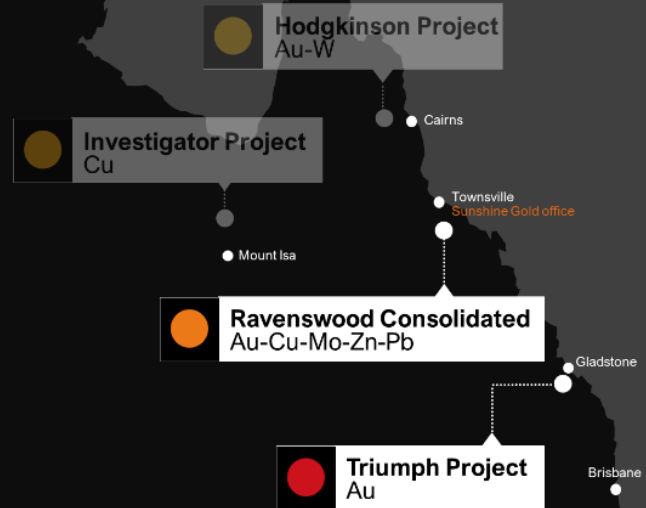 Hodgkinson Project
Au-W
Cairns
Investigator Project
Cu
Townsville
Sunshine Gold office
Mount Isa
Ravenswood Consolidated
Au-Cu-Mo-Zn-Pb
Gladstone
Triumph Project
Au
Brisbane